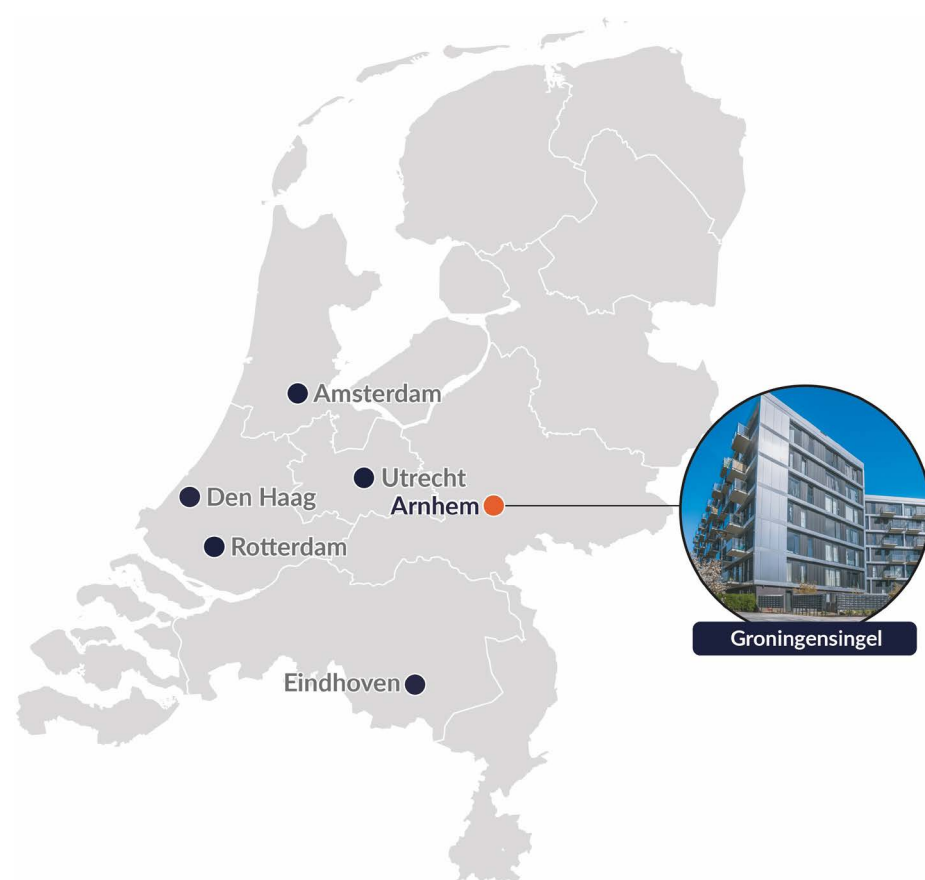 Amsterdam
Utrecht
Den Haag
Arnhem
Rotterdam
Groningensingel
Eindhoven